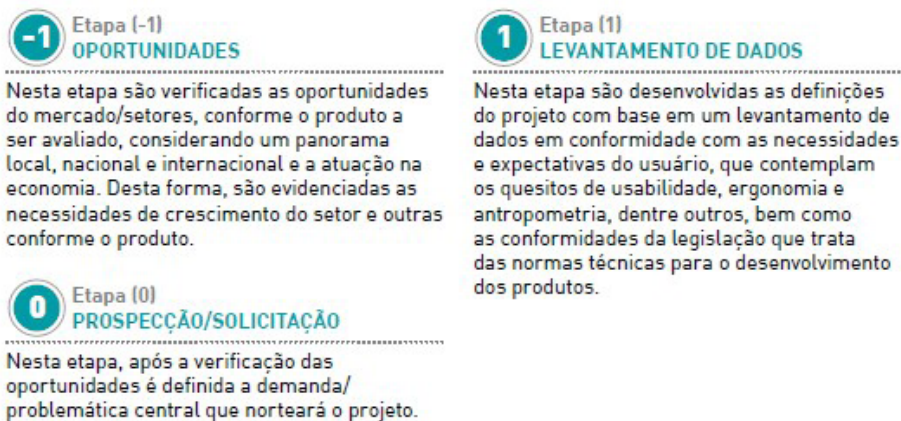 -1
Etapa (-1)
OPORTUNIDADES
Nesta etapa são verificadas as oportunidades
do mercado/setores, conforme o produto a
ser avaliado, considerando um panorama
local, nacional e internacional e a atuação na
economia. Desta forma, são evidenciadas as
necessidades de crescimento do setor e outras
conforme o produto.
0
Etapa (0)
PROSPECÇÃO/SOLICITAÇÃO
Nesta etapa, após a verificação das
oportunidades é definida a demanda/
problemática central que norteará o projeto.
1
Etapa (1)
LEVANTAMENTO DE DADOS
Nesta etapa são desenvolvidas as definições
do projeto com base em um levantamento de
dados em conformidade com as necessidades
e expectativas do usuário, que contemplam
os quesitos de usabilidade, ergonomia e
antropometria, dentre outros, bem como
as conformidades da legislação que trata
das normas técnicas para o desenvolvimento
dos produtos.